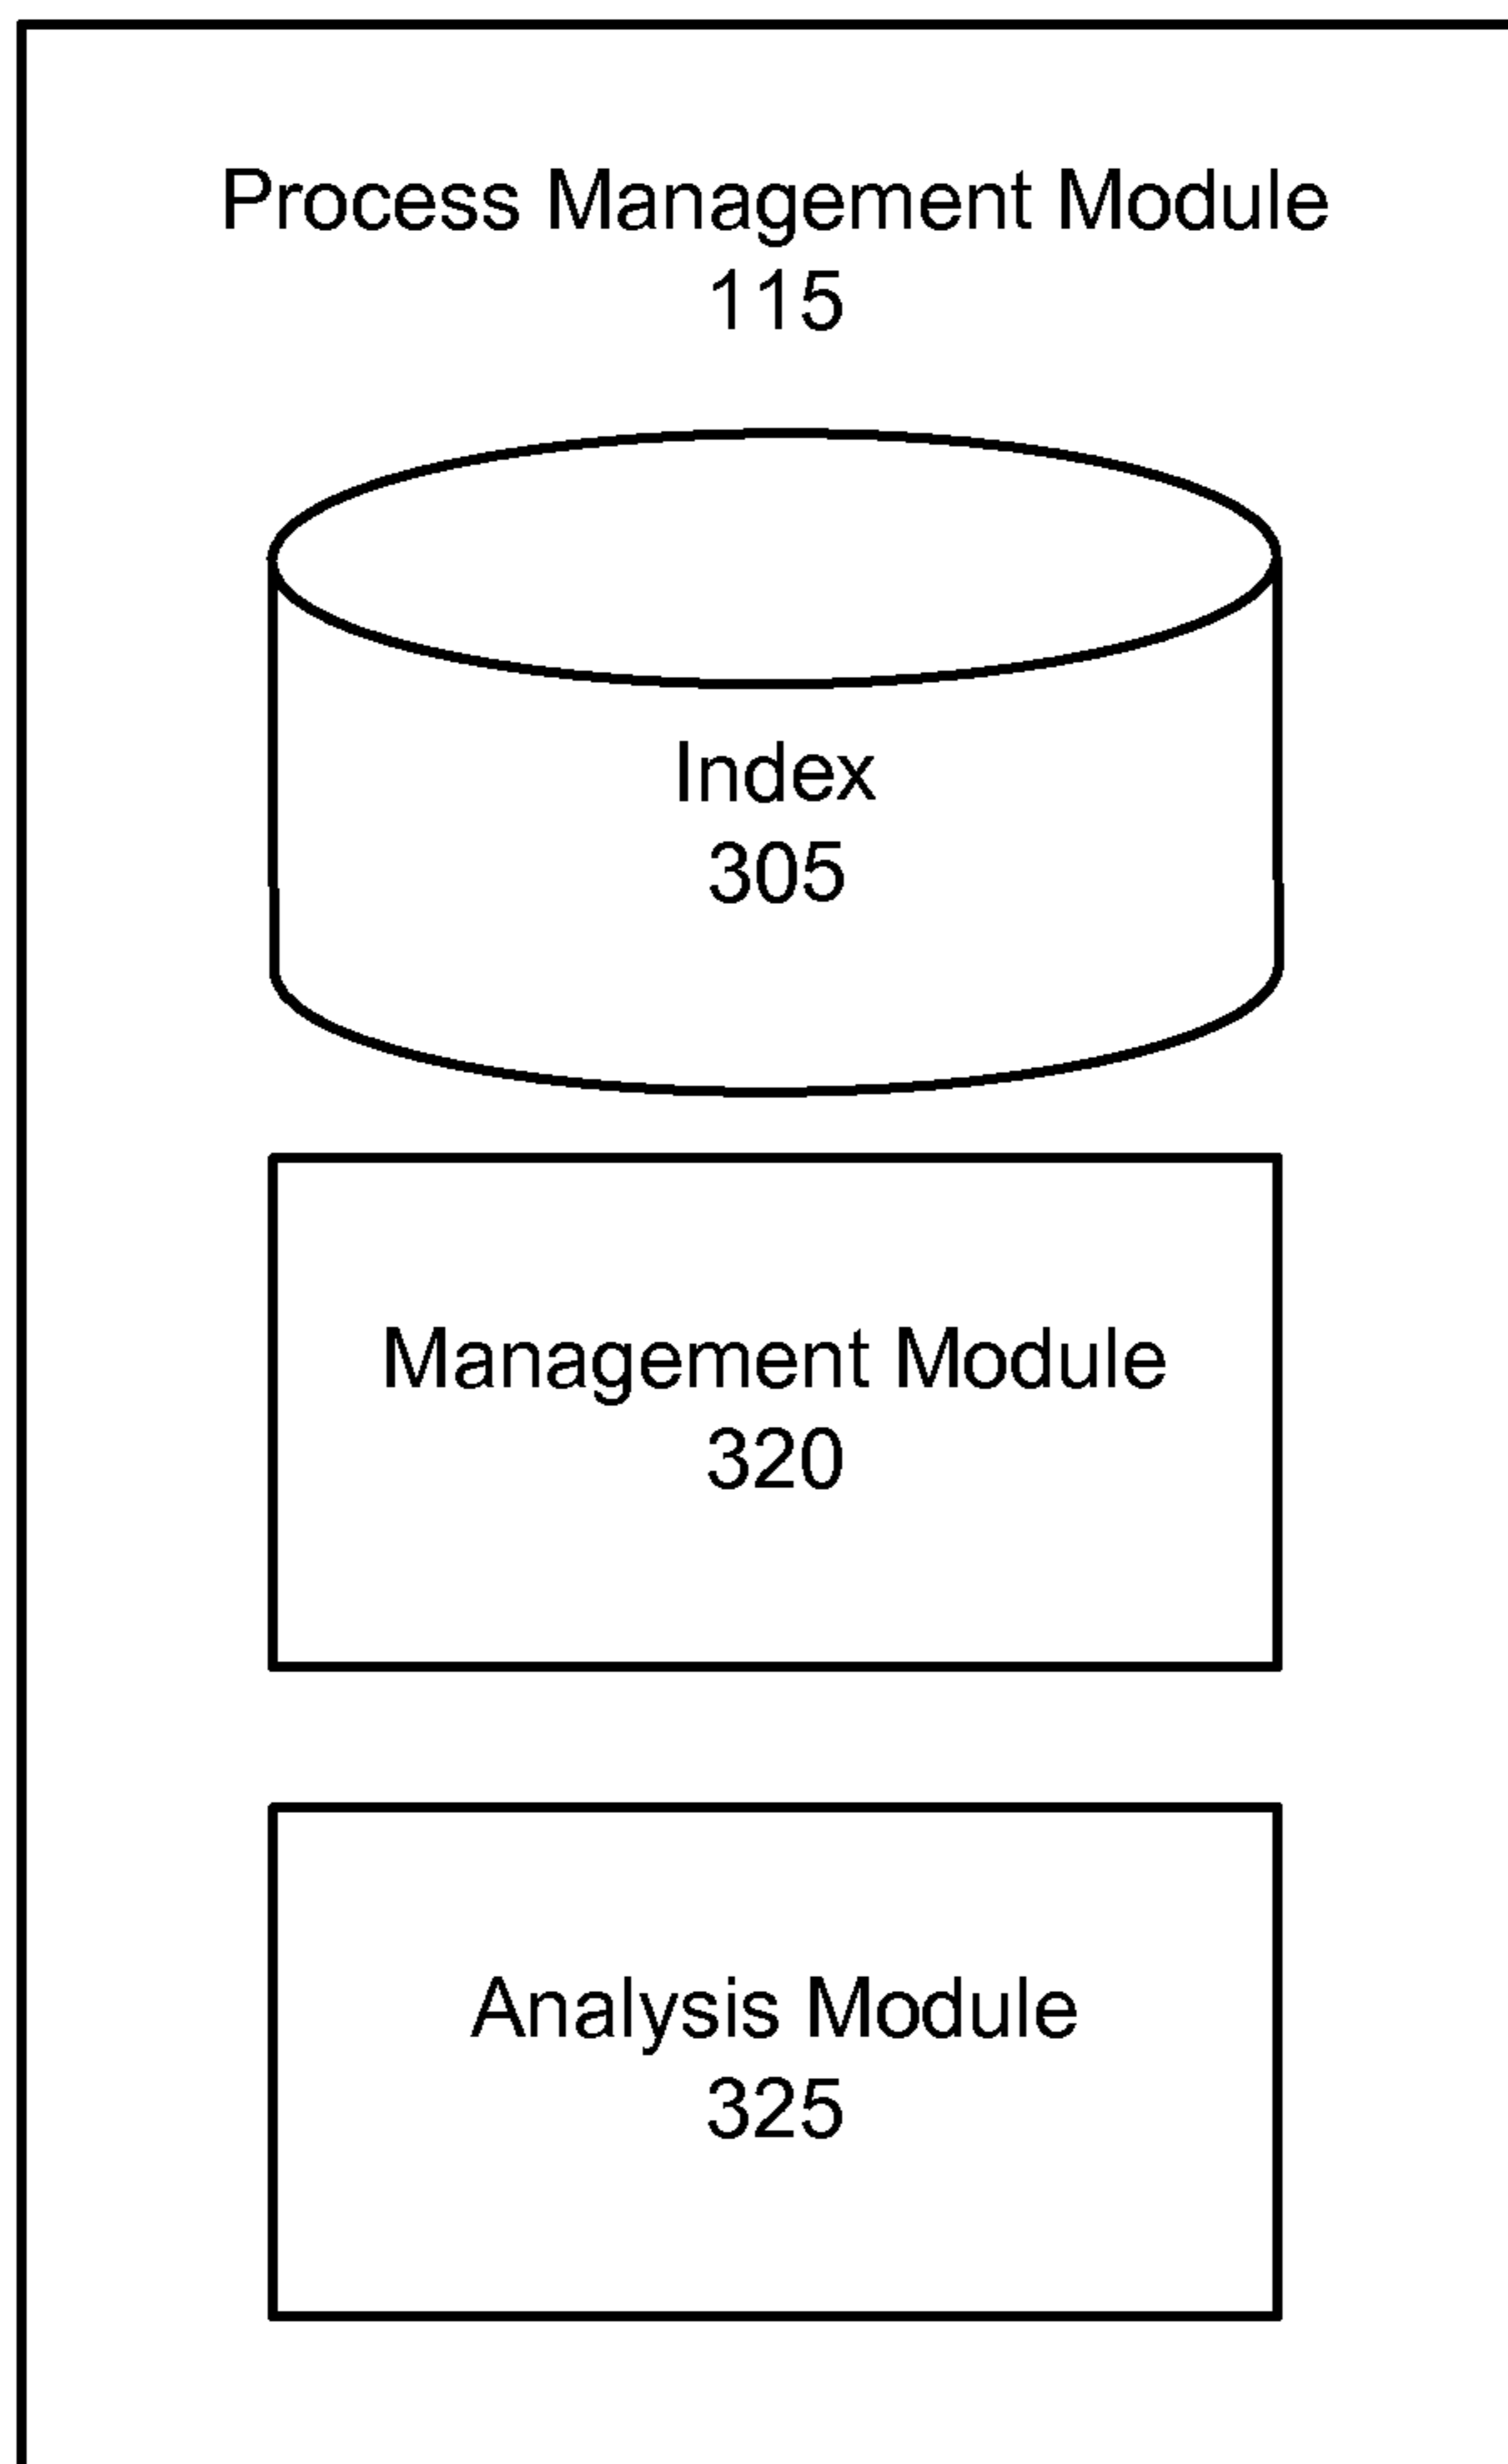 Process Management Module
115
Index
305
Management Module
320
Analysis Module
325